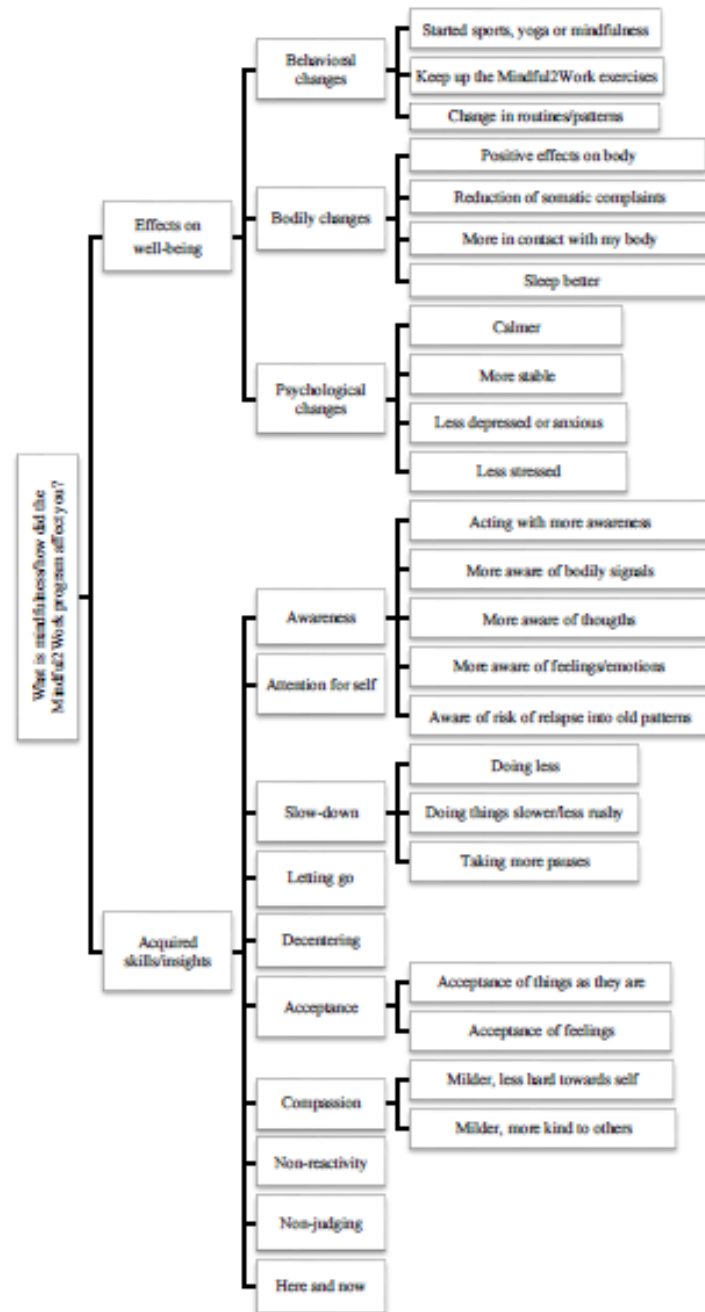 What is mindfulness/how did the
Mindful2Work program affect you?
Effects on
well-being
Behavioral
changes
Started sports, yoga or mindfulness
Keep up the Mindful2Work exercises
Change in routines/patterns
Bodily changes
Positive effects on body
Reduction of somatic complaints
More in contact with my body
Sleep better
Psychological
changes
Calmer
More stable
Less depressed or anxious
Less stressed
Acquired
skills/insights
Awareness
Acting with more awareness
More aware of bodily signals
More aware of thougths
More aware of feelings/emotions
Aware of risk of relapse into old patterns
Attention for self
Slow-down
Doing less
Doing things slower/less rushy
Taking more pauses
Letting go
Decentering
Acceptance
Acceptance of things as they are
Acceptance of feelings
Compassion
Milder, less hard towards self
Milder, more kind to others
Non-reactivity
Non-judging
Here and now